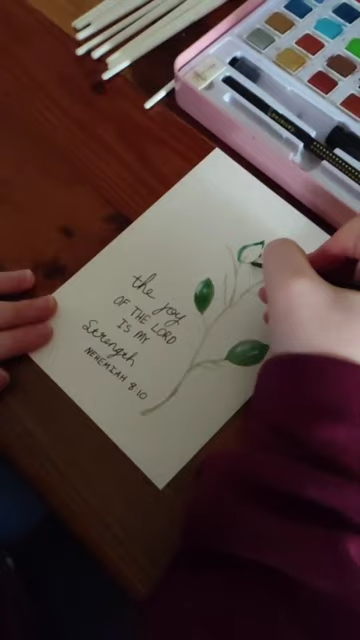 the joy
OF THE LORD
IS MY
Strength
NEHEMIAH 8:10